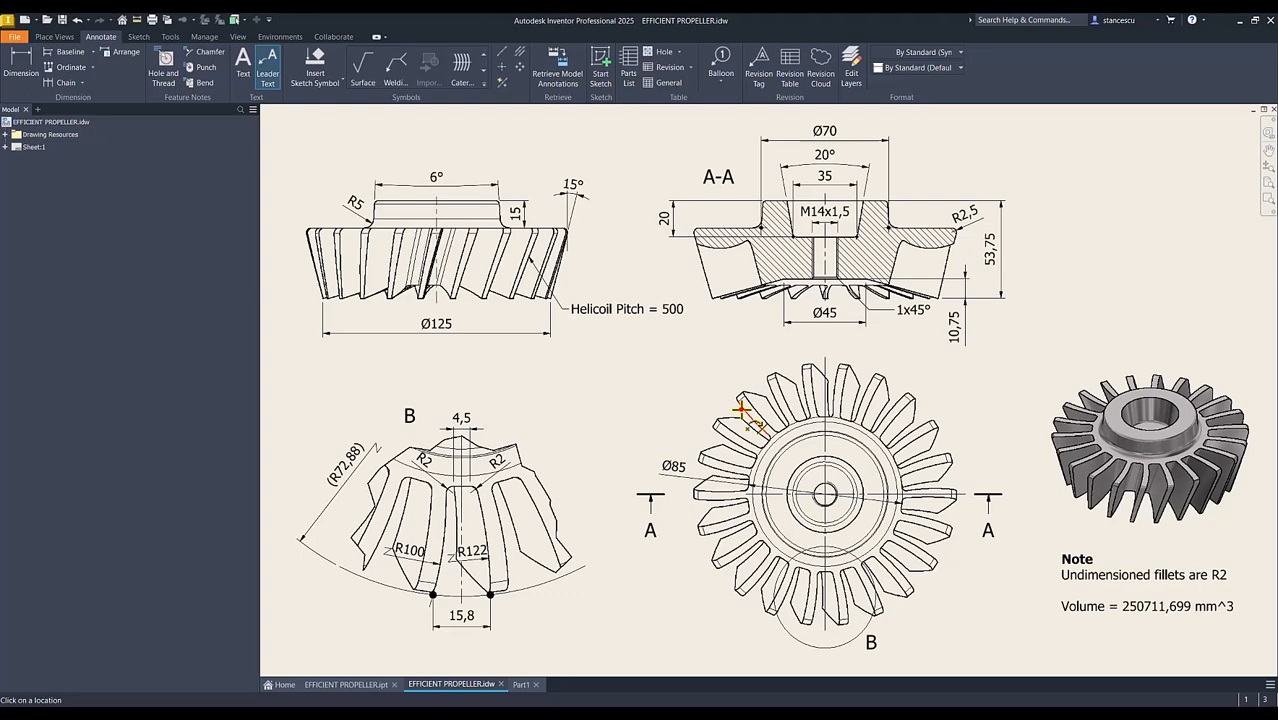 Autodesk Inventor Professional 2025 EFFICIENT PROPELLER.idw
Search Help & Commands...
stancescu
File
Place Views
Annotate
Sketch
Tools
Manage
View
Environments
Collaborate
Dimension
Baseline
Ordinate
Chain
Arrange
Dimension
Hole and Thread
Chamfer
Punch
Bend
Feature Notes
Text
Leader Text
Text
Insert Sketch Symbol
Surface
Weldi...
Impor...
Cater...
Symbols
Retrieve Model Annotations
Retrieve
Start Sketch
Sketch
Parts List
Hole
Revision
General
Table
Balloon
Revision Tag
Revision Table
Revision Cloud
Revision
Edit Layers
By Standard (Syn
By Standard (Defaul
Format
Model
EFFICIENT PROPELLER.idw
Drawing Resources
Sheet:1
6°
15°
R5
15
Helicoil Pitch = 500
Ø125
A-A
Ø70
20°
35
M14x1,5
20
R2,5
53,75
Ø45
1x45°
10,75
B
4,5
(R72,88)
R2
R2
R100
R122
15,8
Ø85
A
A
B
Note
Undimensioned fillets are R2
Volume = 250711,699 mm^3
Home
EFFICIENT PROPELLER.ipt
EFFICIENT PROPELLER.idw
Part1
Click on a location
1
3